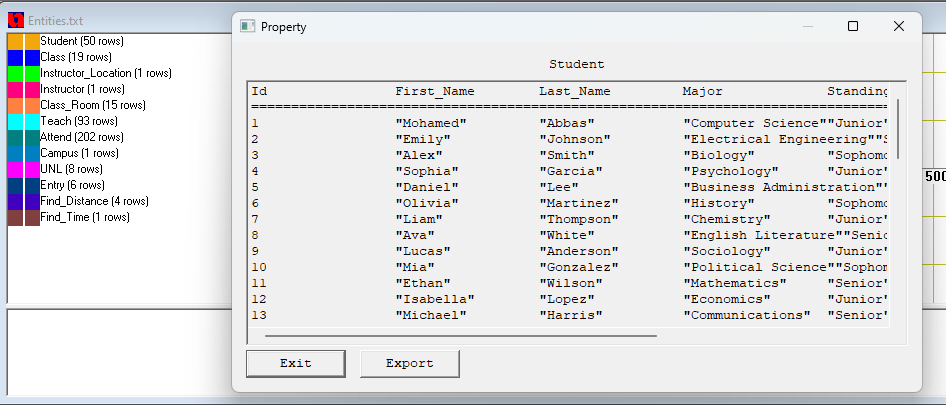 Entities.txt
Student (50 rows)
Class (19 rows)
Instructor_Location (1 rows)
Instructor (1 rows)
Class_Room (15 rows)
Teach (93 rows)
Attend (202 rows)
Campus (1 rows)
UNL (8 rows)
Entry (6 rows)
Find_Distance (4 rows)
Find_Time (1 rows)
Property
Student
Id First_Name Last_Name Major Standing
================================================================================
1 "Mohamed" "Abbas" "Computer Science""Junior"
2 "Emily" "Johnson" "Electrical Engineering""S
3 "Alex" "Smith" "Biology" "Sophomo
4 "Sophia" "Garcia" "Psychology" "Junior"
5 "Daniel" "Lee" "Business Administration""
6 "Olivia" "Martinez" "History" "Sophomo
7 "Liam" "Thompson" "Chemistry" "Junior"
8 "Ava" "White" "English Literature""Senio
9 "Lucas" "Anderson" "Sociology" "Junior"
10 "Mia" "Gonzalez" "Political Science""Sophom
11 "Ethan" "Wilson" "Mathematics" "Senior"
12 "Isabella" "Lopez" "Economics" "Junior"
13 "Michael" "Harris" "Communications" "Senior"
Exit Export
500